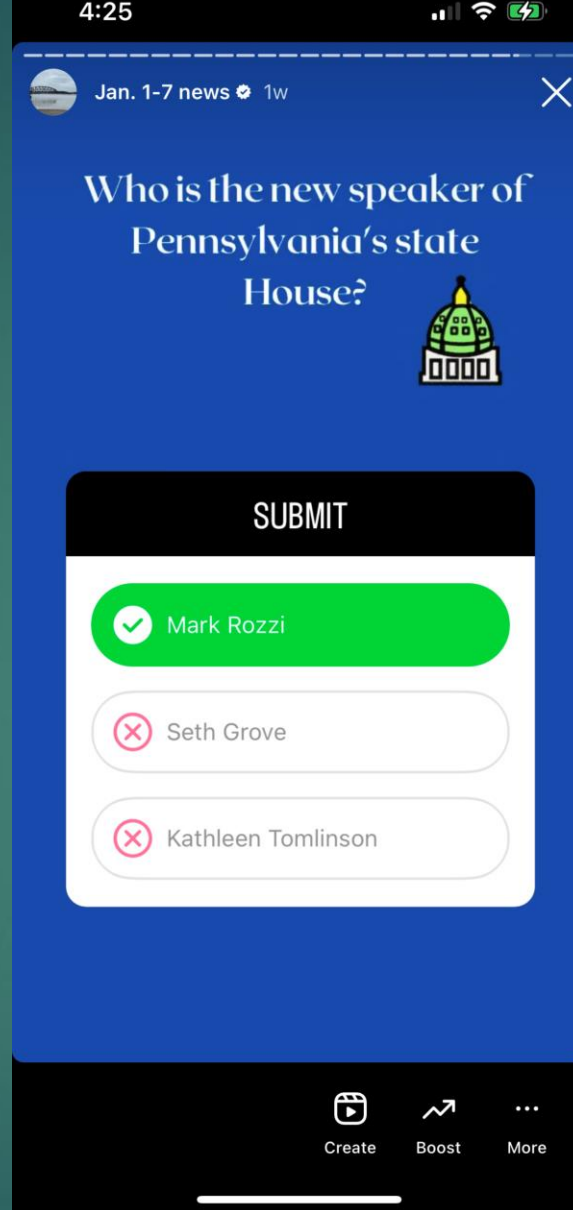 4:25
Jan. 1-7 news 1w
Who is the new speaker of
Pennsylvania's state
House?
SUBMIT
Mark Rozzi
Seth Grove
Kathleen Tomlinson
Create Boost More